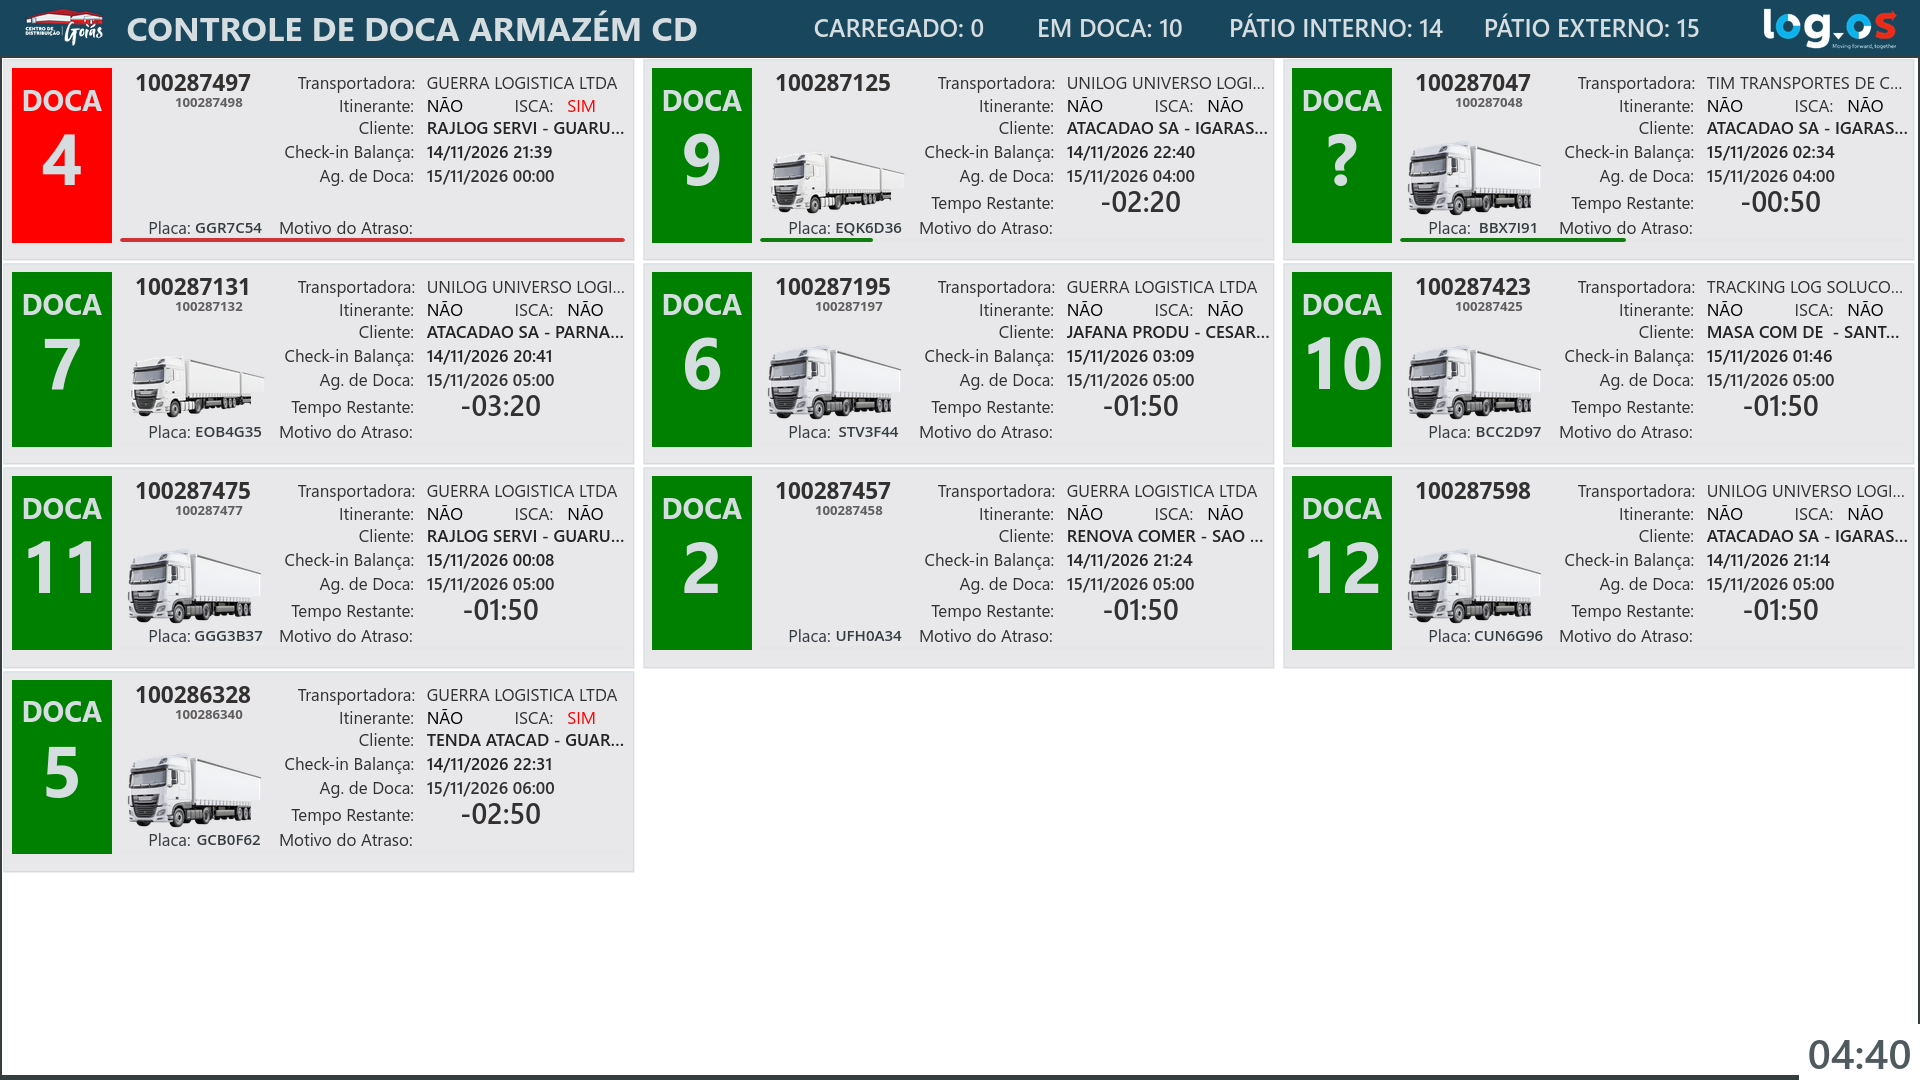 CENTRO DE DISTRIBUIÇÃO Goiás
CONTROLE DE DOCA ARMAZÉM CD
CARREGADO: 0
EM DOCA: 10
PÁTIO INTERNO: 14
PÁTIO EXTERNO: 15
log.os
Moving forward, together
DOCA
4
100287497
100287498
Transportadora: GUERRA LOGISTICA LTDA
Itinerante: NÃO ISCA: SIM
Cliente: RAJLOG SERVI - GUARU...
Check-in Balança: 14/11/2026 21:39
Ag. de Doca: 15/11/2026 00:00
Placa: GGR7C54 Motivo do Atraso:
DOCA
9
100287125
Transportadora: UNILOG UNIVERSO LOGI...
Itinerante: NÃO ISCA: NÃO
Cliente: ATACADAO SA - IGARAS...
Check-in Balança: 14/11/2026 22:40
Ag. de Doca: 15/11/2026 04:00
Tempo Restante: -02:20
Placa: EQK6D36 Motivo do Atraso:
DOCA
?
100287047
100287048
Transportadora: TIM TRANSPORTES DE C...
Itinerante: NÃO ISCA: NÃO
Cliente: ATACADAO SA - IGARAS...
Check-in Balança: 15/11/2026 02:34
Ag. de Doca: 15/11/2026 04:00
Tempo Restante: -00:50
Placa: BBX7I91 Motivo do Atraso:
DOCA
7
100287131
100287132
Transportadora: UNILOG UNIVERSO LOGI...
Itinerante: NÃO ISCA: NÃO
Cliente: ATACADAO SA - PARNA...
Check-in Balança: 14/11/2026 20:41
Ag. de Doca: 15/11/2026 05:00
Tempo Restante: -03:20
Placa: EOB4G35 Motivo do Atraso:
DOCA
6
100287195
100287197
Transportadora: GUERRA LOGISTICA LTDA
Itinerante: NÃO ISCA: NÃO
Cliente: JAFANA PRODU - CESAR...
Check-in Balança: 15/11/2026 03:09
Ag. de Doca: 15/11/2026 05:00
Tempo Restante: -01:50
Placa: STV3F44 Motivo do Atraso:
DOCA
10
100287423
100287425
Transportadora: TRACKING LOG SOLUCO...
Itinerante: NÃO ISCA: NÃO
Cliente: MASA COM DE - SANT...
Check-in Balança: 15/11/2026 01:46
Ag. de Doca: 15/11/2026 05:00
Tempo Restante: -01:50
Placa: BCC2D97 Motivo do Atraso:
DOCA
11
100287475
100287477
Transportadora: GUERRA LOGISTICA LTDA
Itinerante: NÃO ISCA: NÃO
Cliente: RAJLOG SERVI - GUARU...
Check-in Balança: 15/11/2026 00:08
Ag. de Doca: 15/11/2026 05:00
Tempo Restante: -01:50
Placa: GGG3B37 Motivo do Atraso:
DOCA
2
100287457
100287458
Transportadora: GUERRA LOGISTICA LTDA
Itinerante: NÃO ISCA: NÃO
Cliente: RENOVA COMER - SAO ...
Check-in Balança: 14/11/2026 21:24
Ag. de Doca: 15/11/2026 05:00
Tempo Restante: -01:50
Placa: UFH0A34 Motivo do Atraso:
DOCA
12
100287598
Transportadora: UNILOG UNIVERSO LOGI...
Itinerante: NÃO ISCA: NÃO
Cliente: ATACADAO SA - IGARAS...
Check-in Balança: 14/11/2026 21:14
Ag. de Doca: 15/11/2026 05:00
Tempo Restante: -01:50
Placa: CUN6G96 Motivo do Atraso:
DOCA
5
100286328
100286340
Transportadora: GUERRA LOGISTICA LTDA
Itinerante: NÃO ISCA: SIM
Cliente: TENDA ATACAD - GUAR...
Check-in Balança: 14/11/2026 22:31
Ag. de Doca: 15/11/2026 06:00
Tempo Restante: -02:50
Placa: GCB0F62 Motivo do Atraso:
04:40